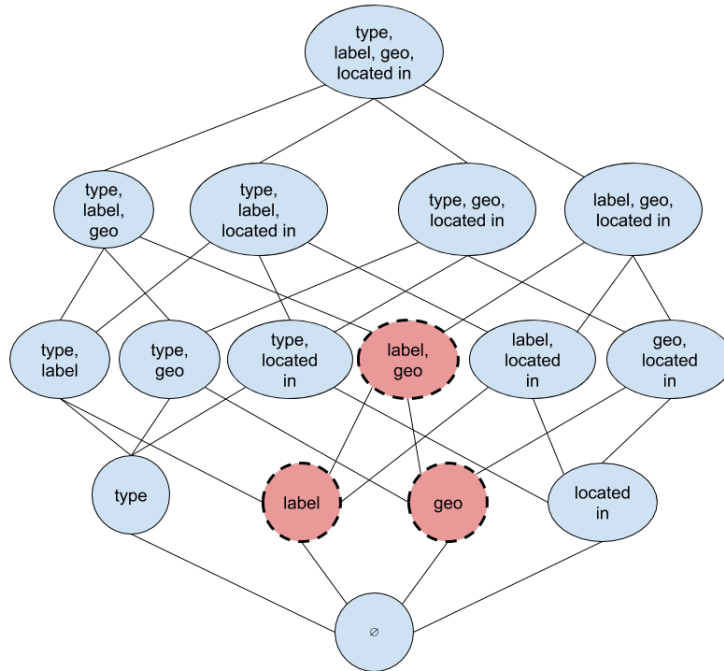 type,
label, geo,
located in
type,
label,
geo
type,
label,
located in
type, geo,
located in
label, geo,
located in
type,
label
type,
geo
type,
located
in
label,
geo
label,
located
in
geo,
located
in
type
label
geo
located
in
∅